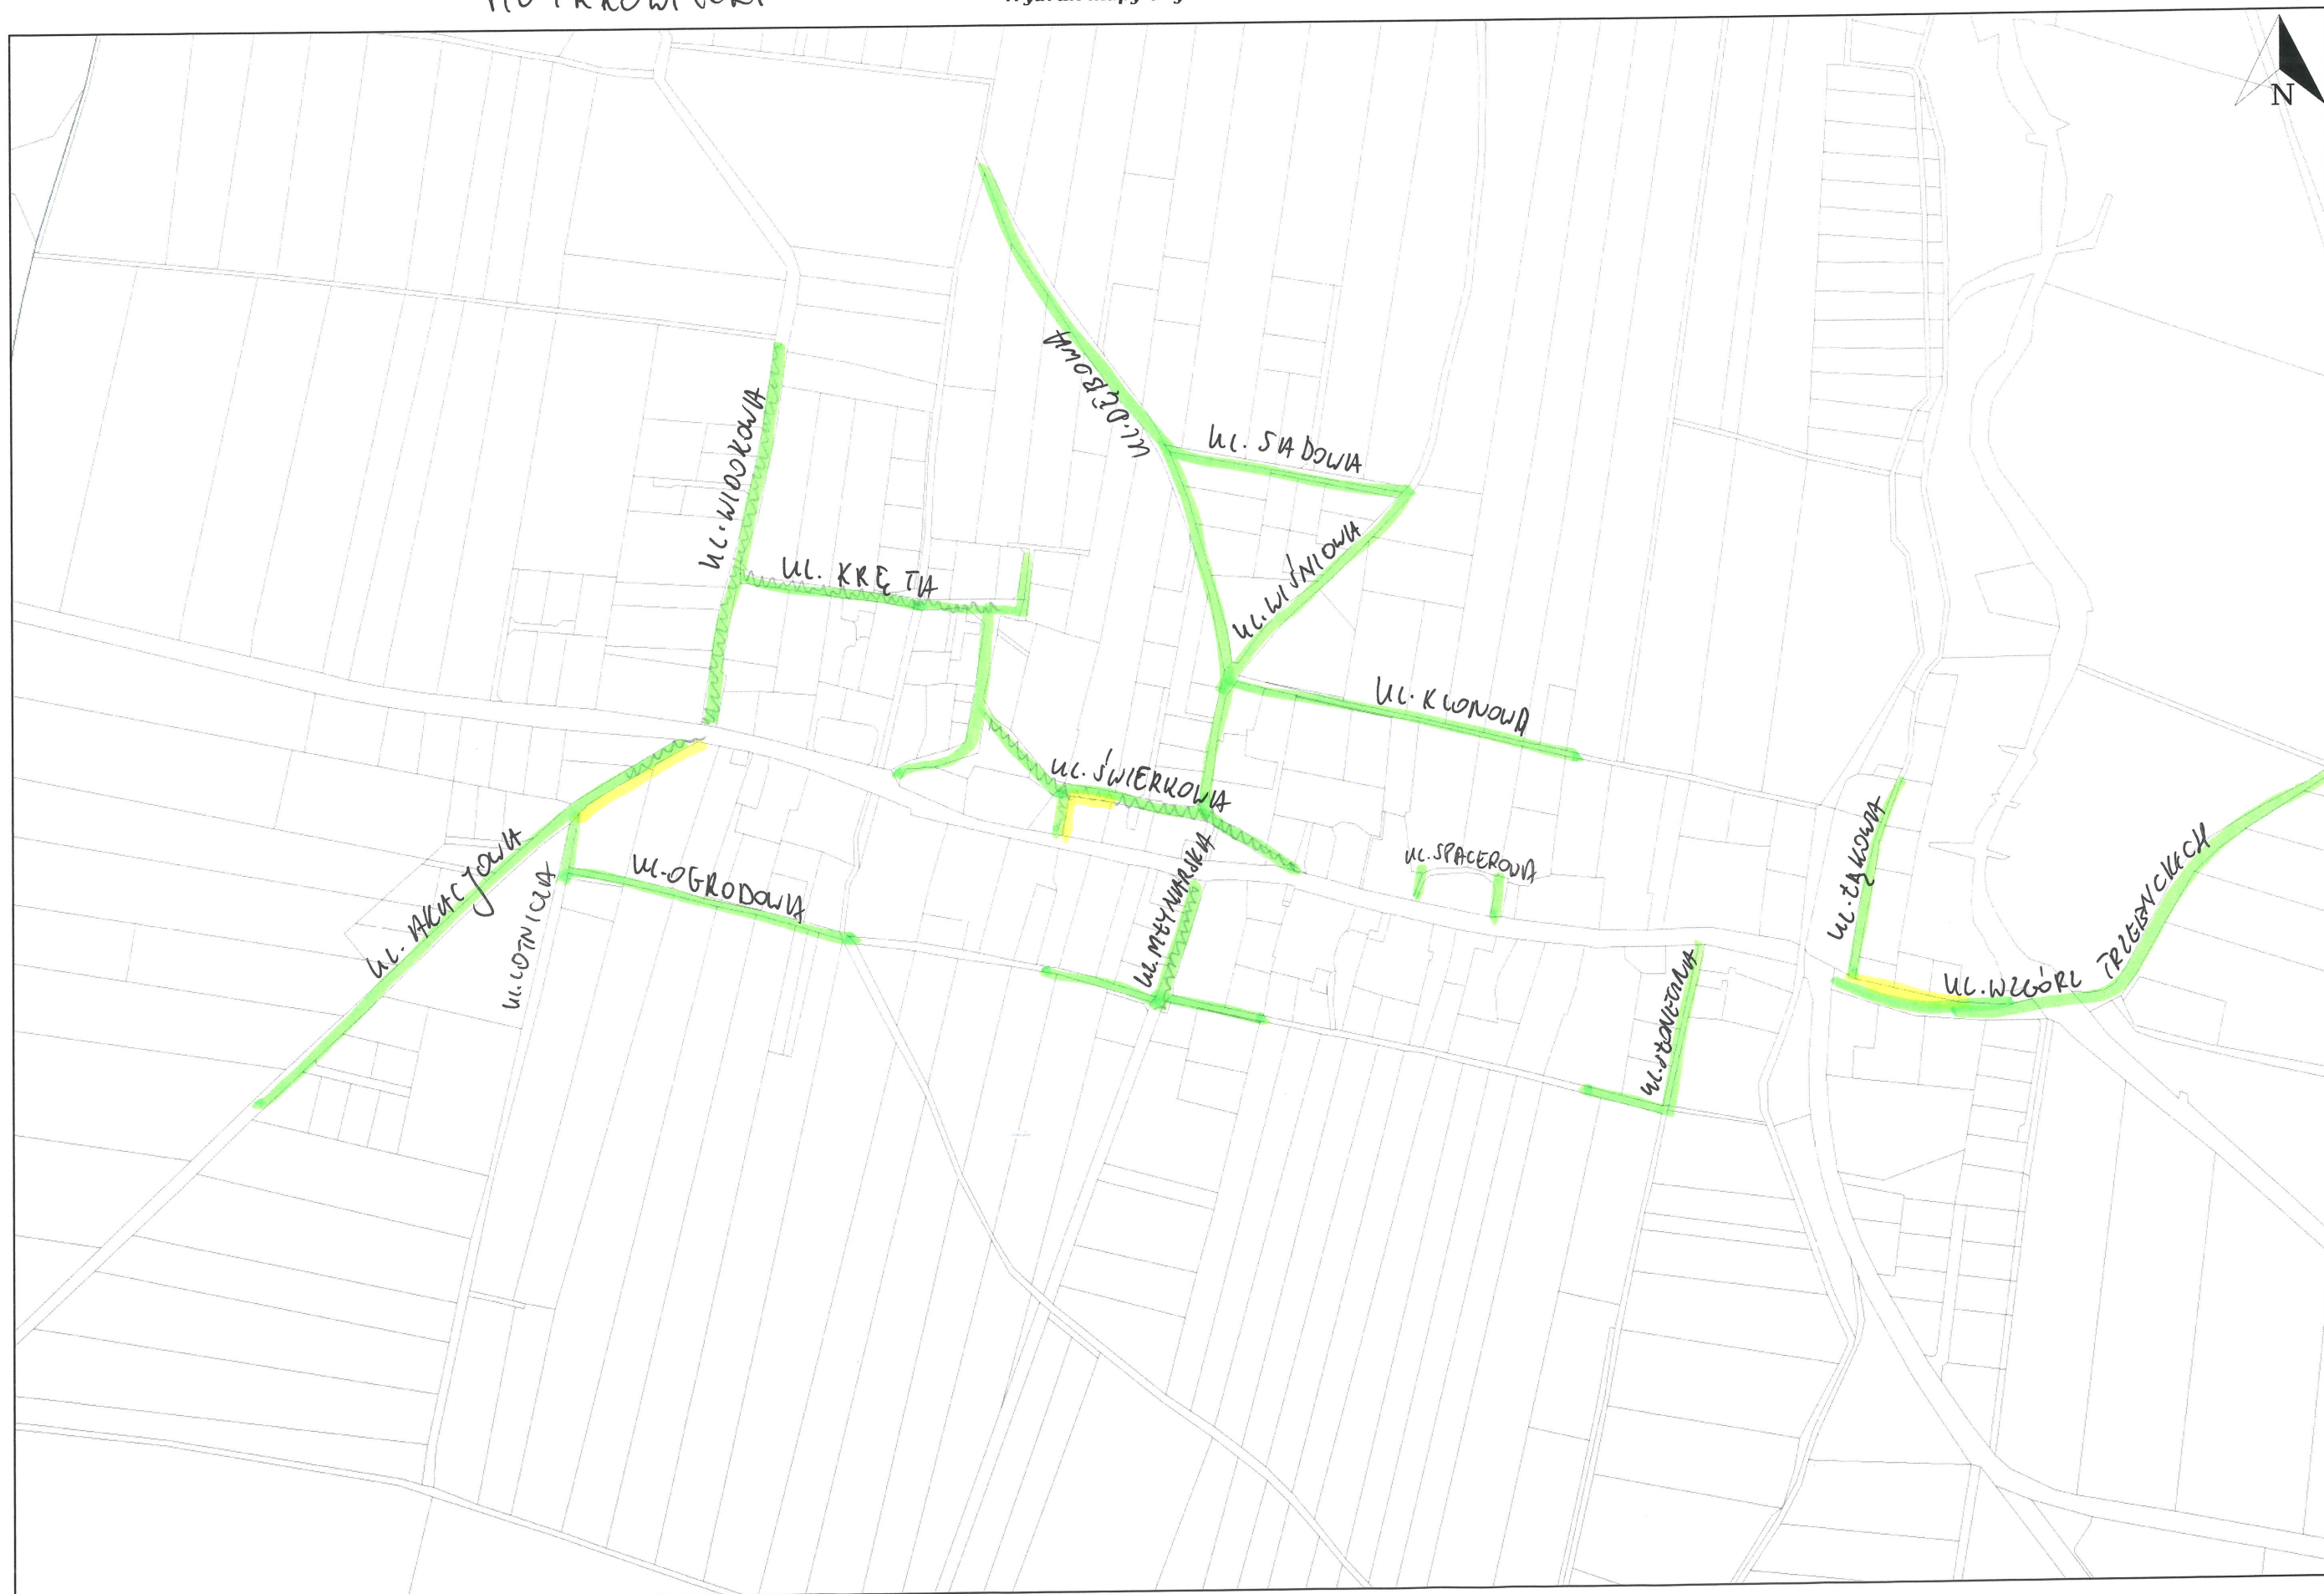 N
UL. DĘBOWA
UL. WIDOKOWA
UL. SADOWA
UL. WIŚNIOWA
UL. KRĘTA
UL. KLONOWA
UL. ŚWIERKOWA
UL. AKACJOWA
UL. LOTNICZA
UL. OGRODOWA
UL. MŁYNARSKA
UL. SPACEROWA
UL. SŁONECZNA
UL. ŁĄKOWA
UL. WZGÓRZ TRZEBNICKICH